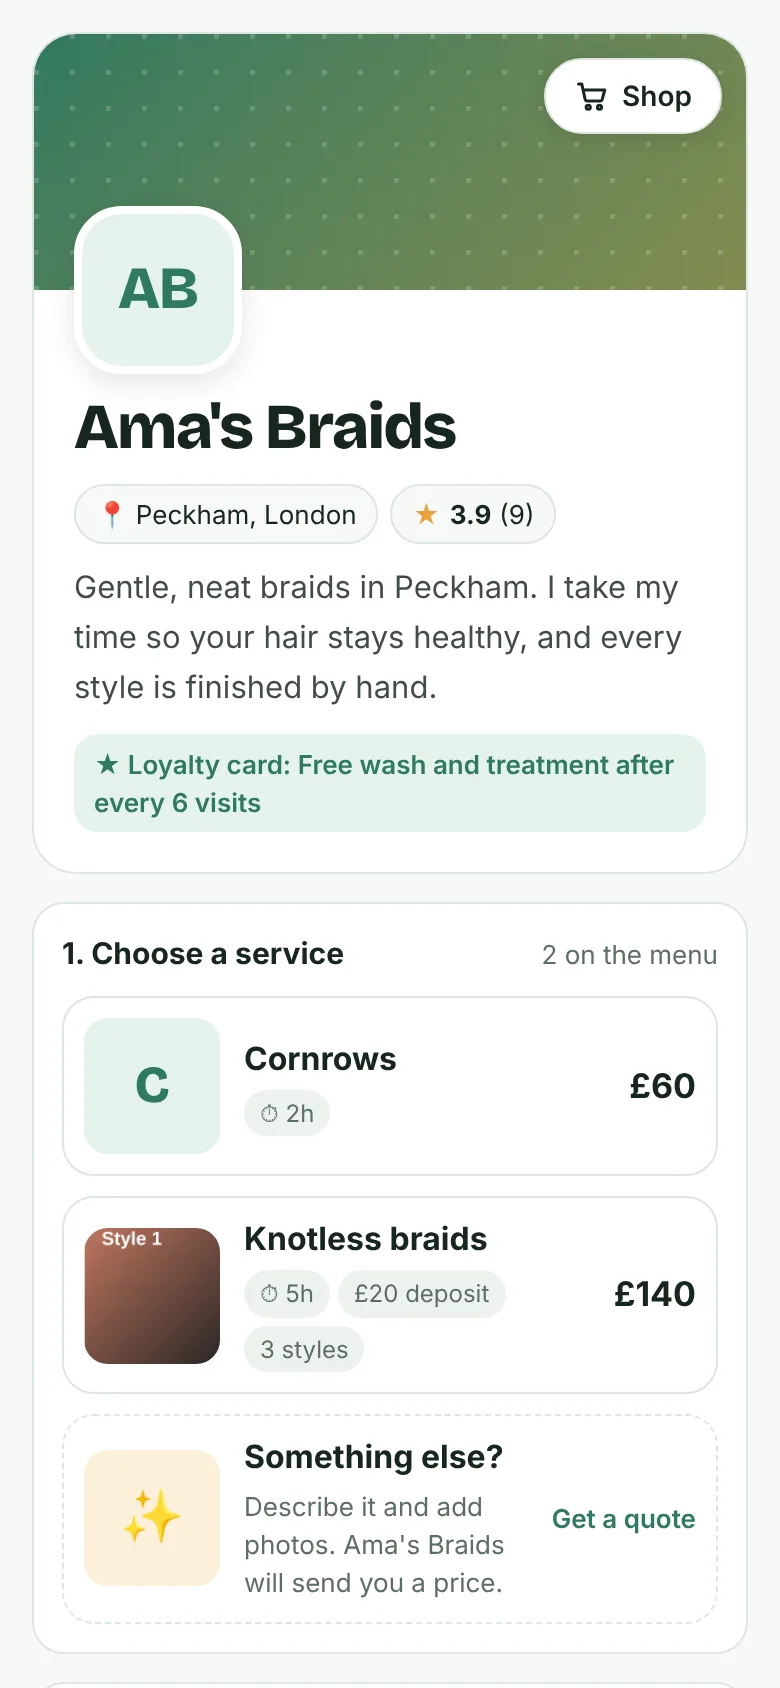 Shop
AB
Ama's Braids
📍 Peckham, London
★ 3.9 (9)
Gentle, neat braids in Peckham. I take my
time so your hair stays healthy, and every
style is finished by hand.
★ Loyalty card: Free wash and treatment after
every 6 visits
1. Choose a service
2 on the menu
C
Cornrows
⏱ 2h
£60
Style 1
Knotless braids
⏱ 5h
£20 deposit
3 styles
£140
Something else?
Describe it and add
photos. Ama's Braids
will send you a price.
Get a quote